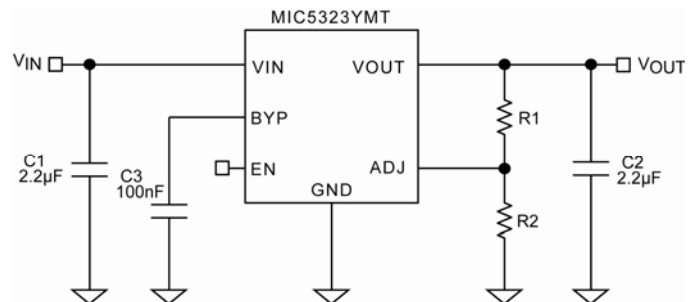 MIC5323YMT
VIN
VIN
VOUT
VOUT
BYP
R1
C1
2.2µF
C3
100nF
EN
ADJ
C2
2.2µF
GND
R2